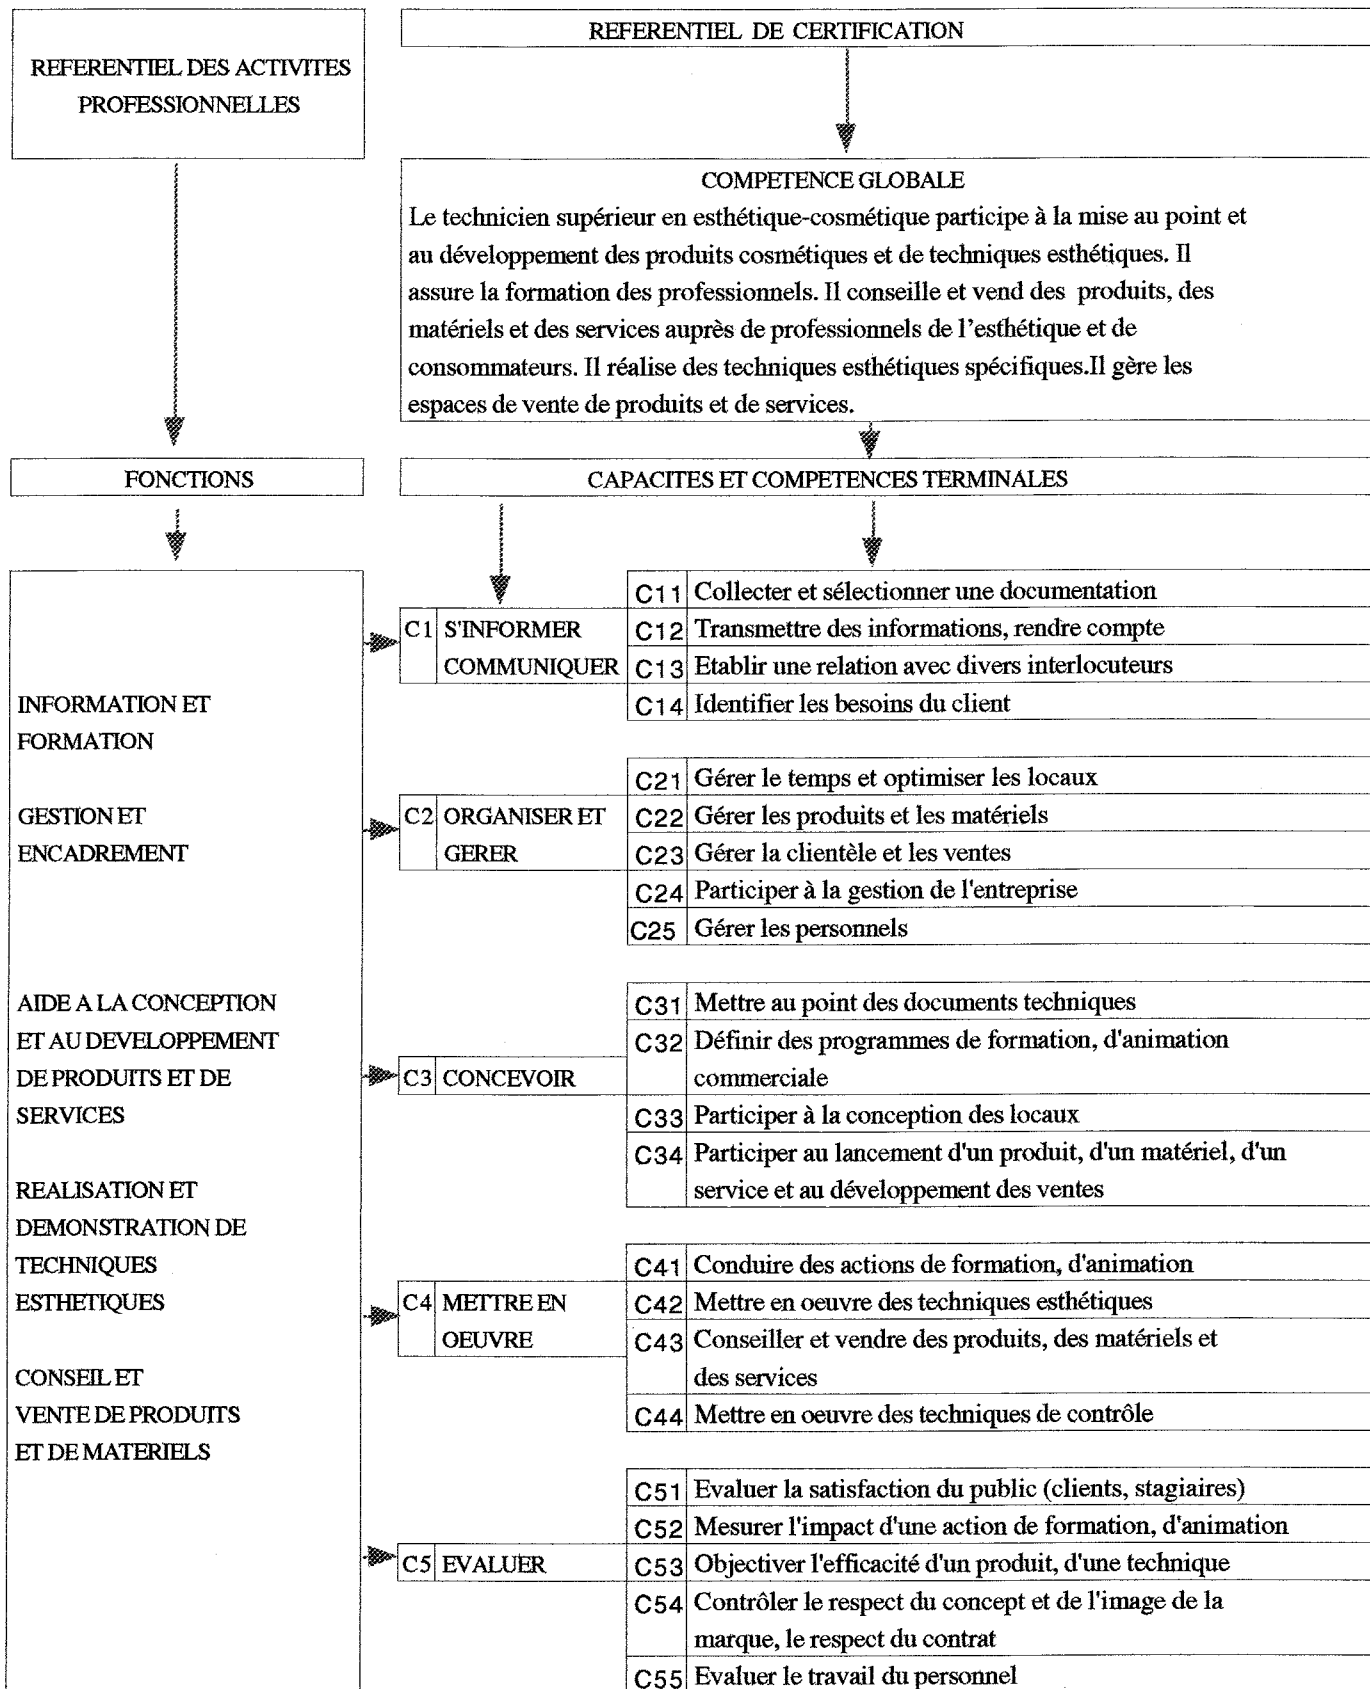 REFERENTIEL DES ACTIVITES
PROFESSIONNELLES
REFERENTIEL DE CERTIFICATION
COMPETENCE GLOBALE
Le technicien supérieur en esthétique-cosmétique participe à la mise au point et
au développement des produits cosmétiques et de techniques esthétiques. Il
assure la formation des professionnels. Il conseille et vend des produits, des
matériels et des services auprès de professionnels de l'esthétique et de
consommateurs. Il réalise des techniques esthétiques spécifiques.Il gère les
espaces de vente de produits et de services.
FONCTIONS
CAPACITES ET COMPETENCES TERMINALES
INFORMATION ET
FORMATION
GESTION ET
ENCADREMENT
AIDE A LA CONCEPTION
ET AU DEVELOPPEMENT
DE PRODUITS ET DE
SERVICES
REALISATION ET
DEMONSTRATION DE
TECHNIQUES
ESTHETIQUES
CONSEIL ET
VENTE DE PRODUITS
ET DE MATERIELS
C1 S'INFORMER
COMMUNIQUER
C11 Collecter et sélectionner une documentation
C12 Transmettre des informations, rendre compte
C13 Etablir une relation avec divers interlocuteurs
C14 Identifier les besoins du client
C2 ORGANISER ET
GERER
C21 Gérer le temps et optimiser les locaux
C22 Gérer les produits et les matériels
C23 Gérer la clientèle et les ventes
C24 Participer à la gestion de l'entreprise
C25 Gérer les personnels
C3 CONCEVOIR
C31 Mettre au point des documents techniques
C32 Définir des programmes de formation, d'animation
commerciale
C33 Participer à la conception des locaux
C34 Participer au lancement d'un produit, d'un matériel, d'un
service et au développement des ventes
C4 METTRE EN
OEUVRE
C41 Conduire des actions de formation, d'animation
C42 Mettre en oeuvre des techniques esthétiques
C43 Conseiller et vendre des produits, des matériels et
des services
C44 Mettre en oeuvre des techniques de contrôle
C5 EVALUER
C51 Evaluer la satisfaction du public (clients, stagiaires)
C52 Mesurer l'impact d'une action de formation, d'animation
C53 Objectiver l'efficacité d'un produit, d'une technique
C54 Contrôler le respect du concept et de l'image de la
marque, le respect du contrat
C55 Evaluer le travail du personnel